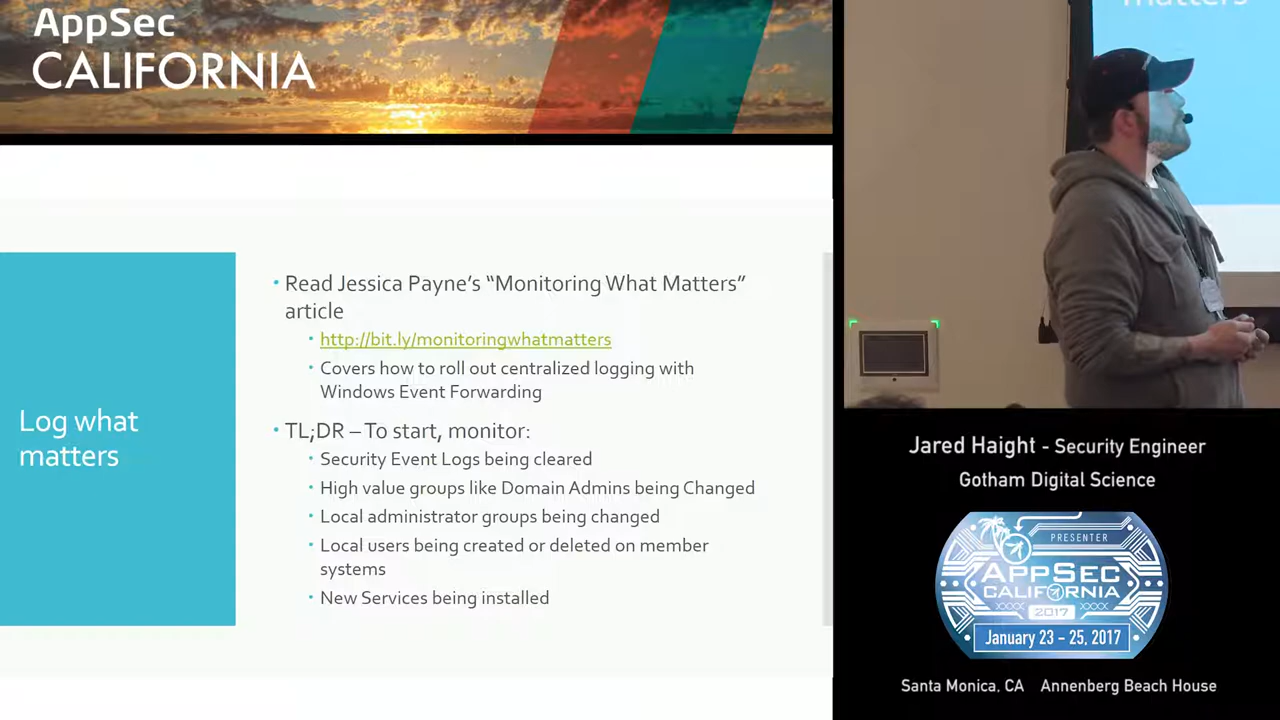 AppSec
CALIFORNIA
matters
Log what
matters
• Read Jessica Payne's “Monitoring What Matters”
article
• http://bit.ly/monitoringwhatmatters
• Covers how to roll out centralized logging with
Windows Event Forwarding
• TL;DR – To start, monitor:
• Security Event Logs being cleared
• High value groups like Domain Admins being Changed
• Local administrator groups being changed
• Local users being created or deleted on member
systems
• New Services being installed
Jared Haight - Security Engineer
Gotham Digital Science
PRESENTER
APPSEC
CALIFORNIA
2017
January 23 - 25, 2017
Santa Monica, CA Annenberg Beach House